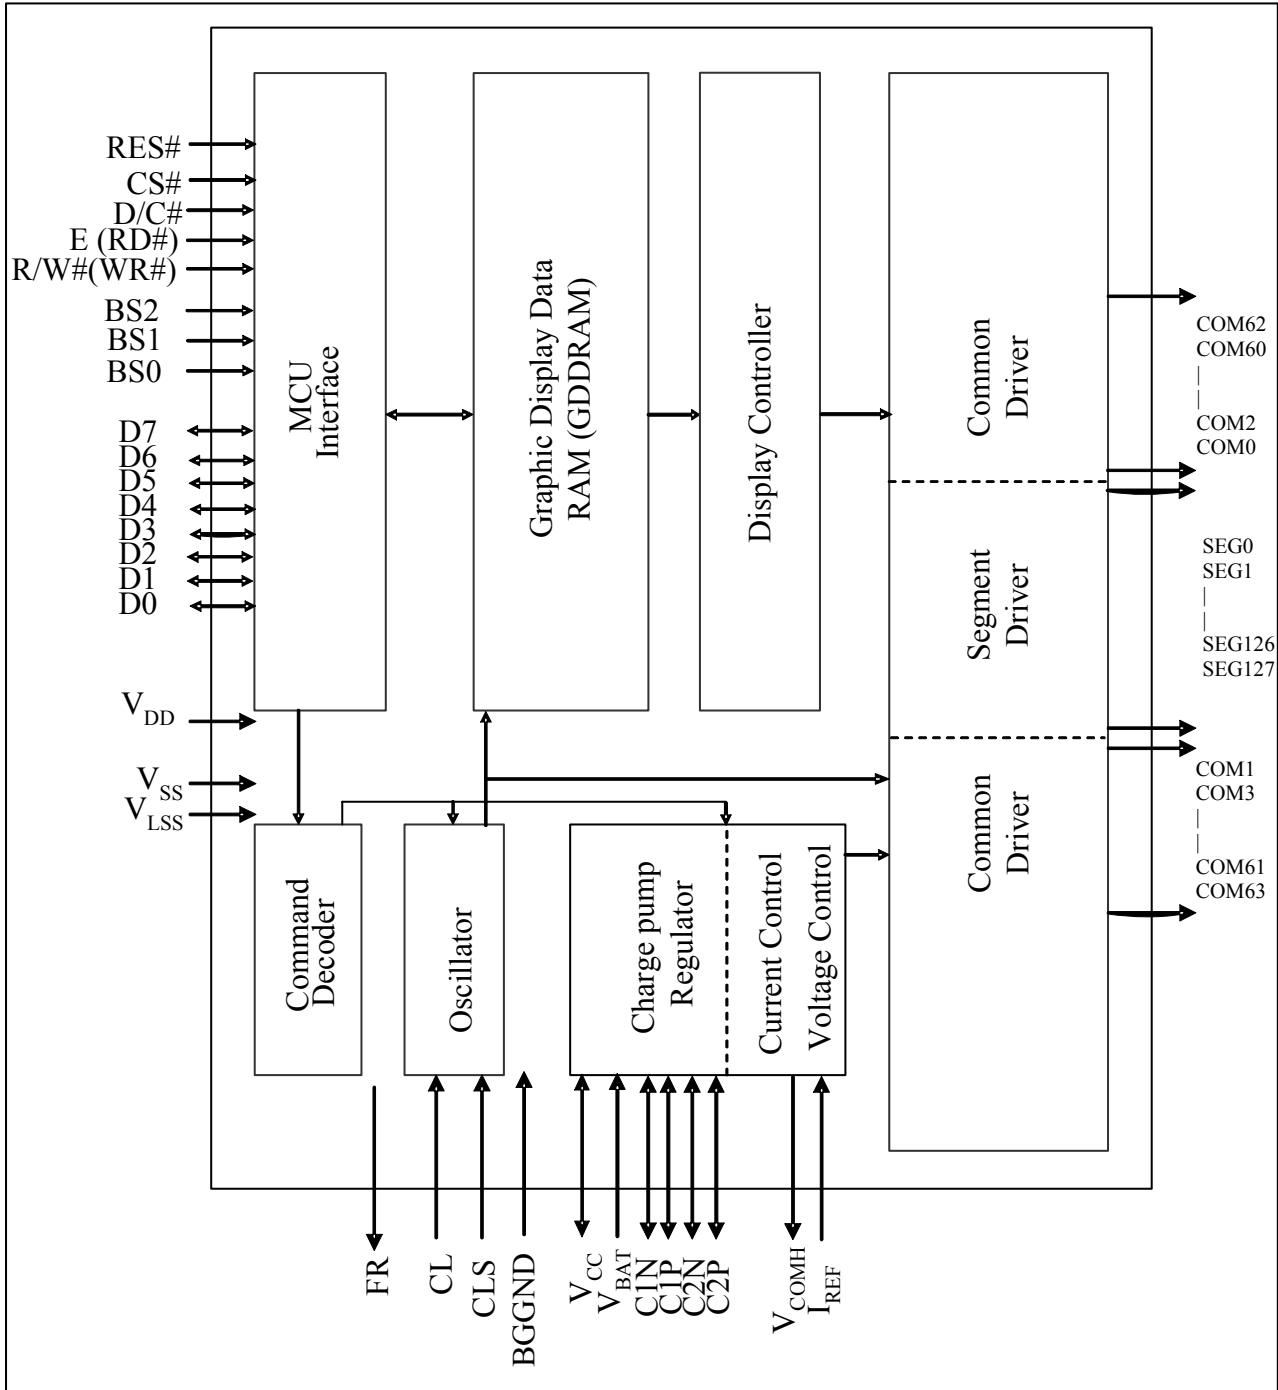 RES#
CS#
D/C#
E (RD#)
R/W#(WR#)
BS2
BS1
BS0
D7
D6
D5
D4
D3
D2
D1
D0
VDD
VSS
VLSS
MCU
Interface
Graphic Display Data
RAM (GDDRAM)
Display Controller
Common
Driver
Segment
Driver
Common
Driver
COM62
COM60
|
|
COM2
COM0
SEG0
SEG1
|
|
SEG126
SEG127
COM1
COM3
|
|
COM61
COM63
Command
Decoder
Oscillator
Charge pump
Regulator
Current Control
Voltage Control
FR
CL
CLS
BGGND
VCC
VBAT
C1N
C1P
C2N
C2P
VCOMH
IREF